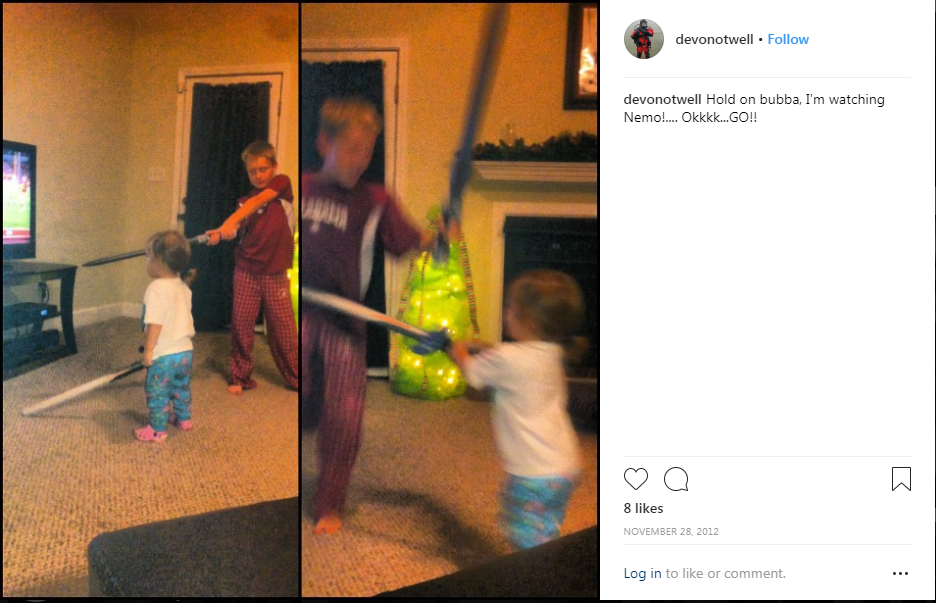 devonotwell • Follow
devonotwell Hold on bubba, I'm watching
Nemo!.... Okkkk...GO!!
8 likes
NOVEMBER 28, 2012
Log in to like or comment.